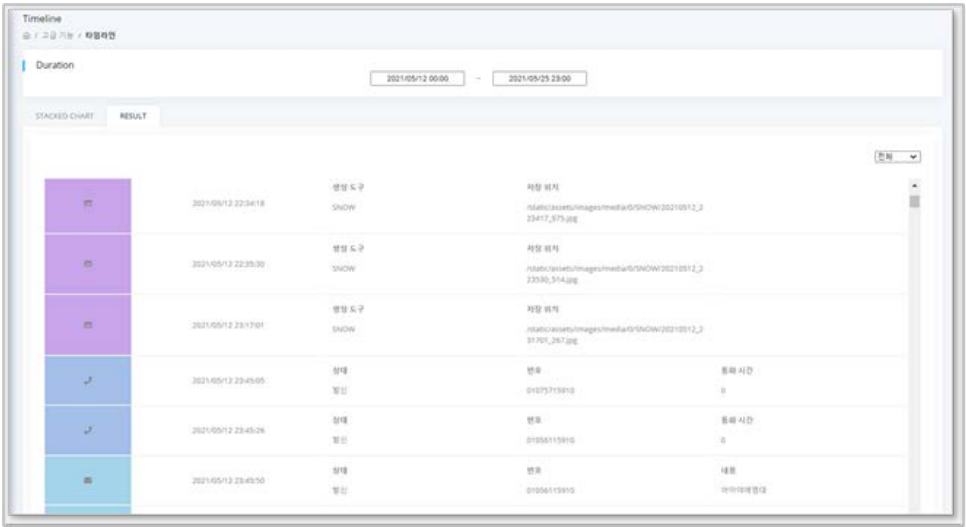 Timeline
/ 고급 기능 / 타임라인
Duration
2021/05/12 00:00 ~ 2021/05/25 23:00
STACKED CHART RESULT
전체
생성 도구 저장 위치
2021/05/12 22:34:18 SNOW /static/assets/images/media/0/SNOW/20210512_2
23417_975.jpg
생성 도구 저장 위치
2021/05/12 22:35:30 SNOW /static/assets/images/media/0/SNOW/20210512_2
23530_514.jpg
생성 도구 저장 위치
2021/05/12 23:17:01 SNOW /static/assets/images/media/0/SNOW/20210512_2
31701_267.jpg
상태 번호 통화 시간
2021/05/12 23:45:05 발신 01075715910 0
상태 번호 통화 시간
2021/05/12 23:45:26 발신 01056115910 0
상태 번호 내용
2021/05/12 23:45:50 발신 01056115910